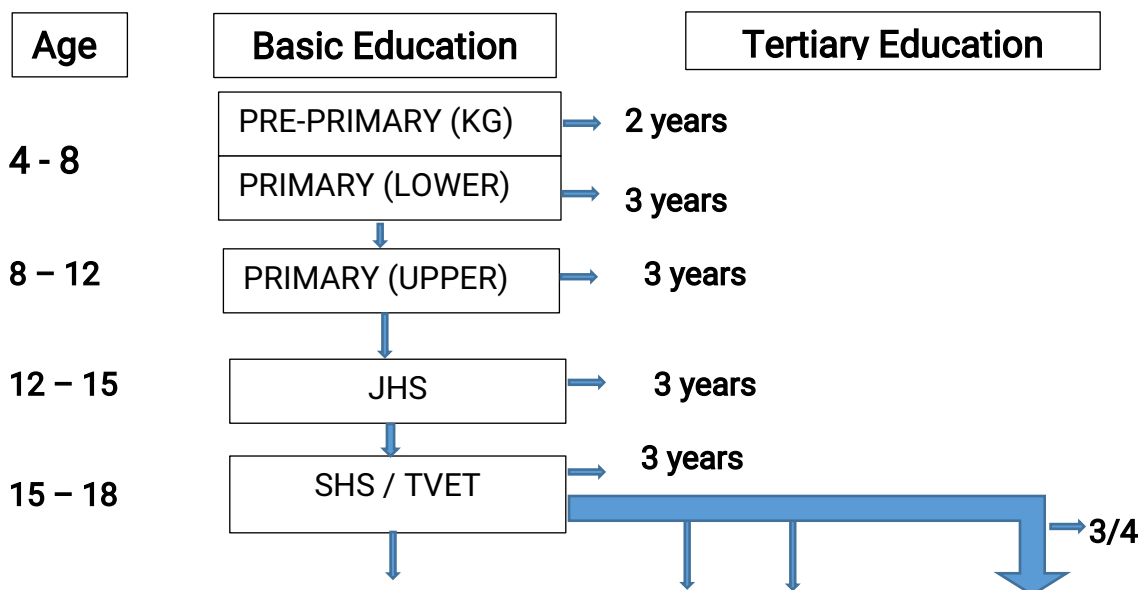 Age Basic Education Tertiary Education
PRE-PRIMARY (KG) 2 years
4 - 8
PRIMARY (LOWER) 3 years
8 – 12 PRIMARY (UPPER) 3 years
12 – 15 JHS 3 years
3 years
15 – 18 SHS / TVET
3/4